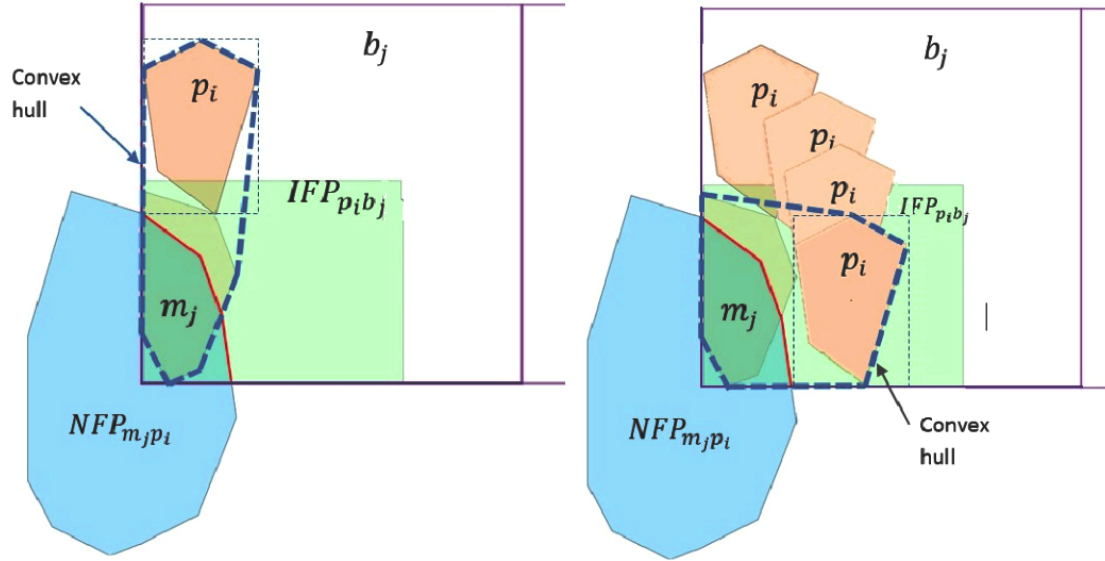 b_j
Convex
hull
p_i
IFP_{p_i b_j}
m_j
NFP_{m_j p_i}
b_j
p_i
p_i
p_i
IFP_{p_i b_j}
p_i
m_j
NFP_{m_j p_i}
Convex
hull